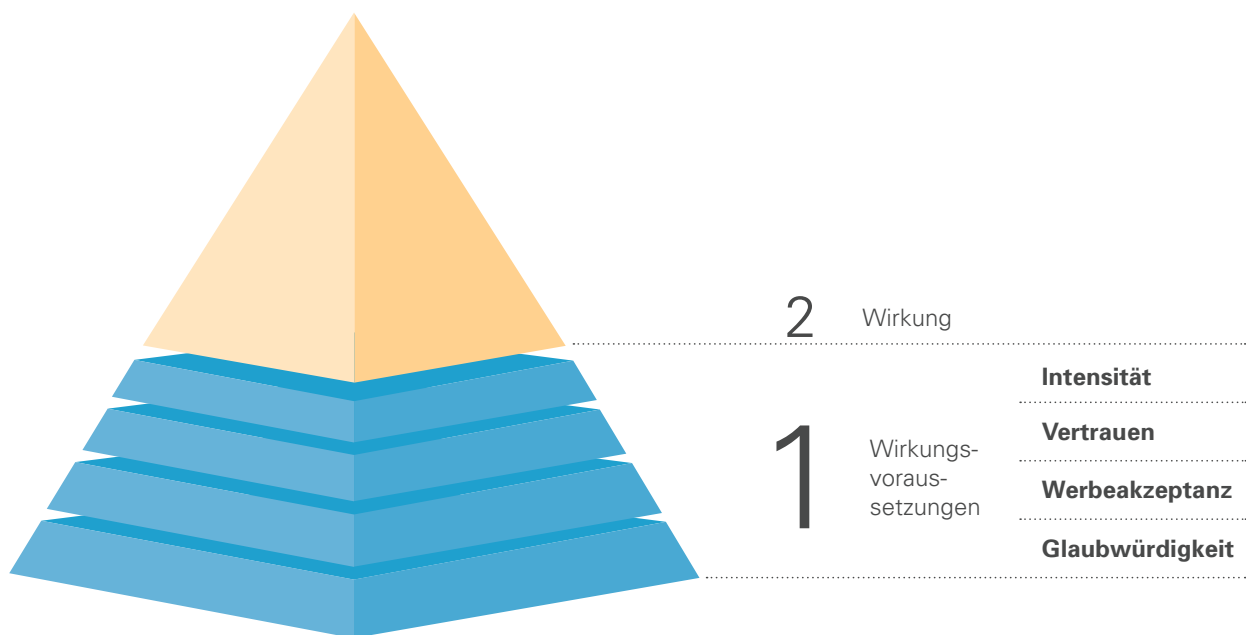 2 Wirkung
1 Wirkungs-
voraus-
setzungen
Intensität
Vertrauen
Werbeakzeptanz
Glaubwürdigkeit